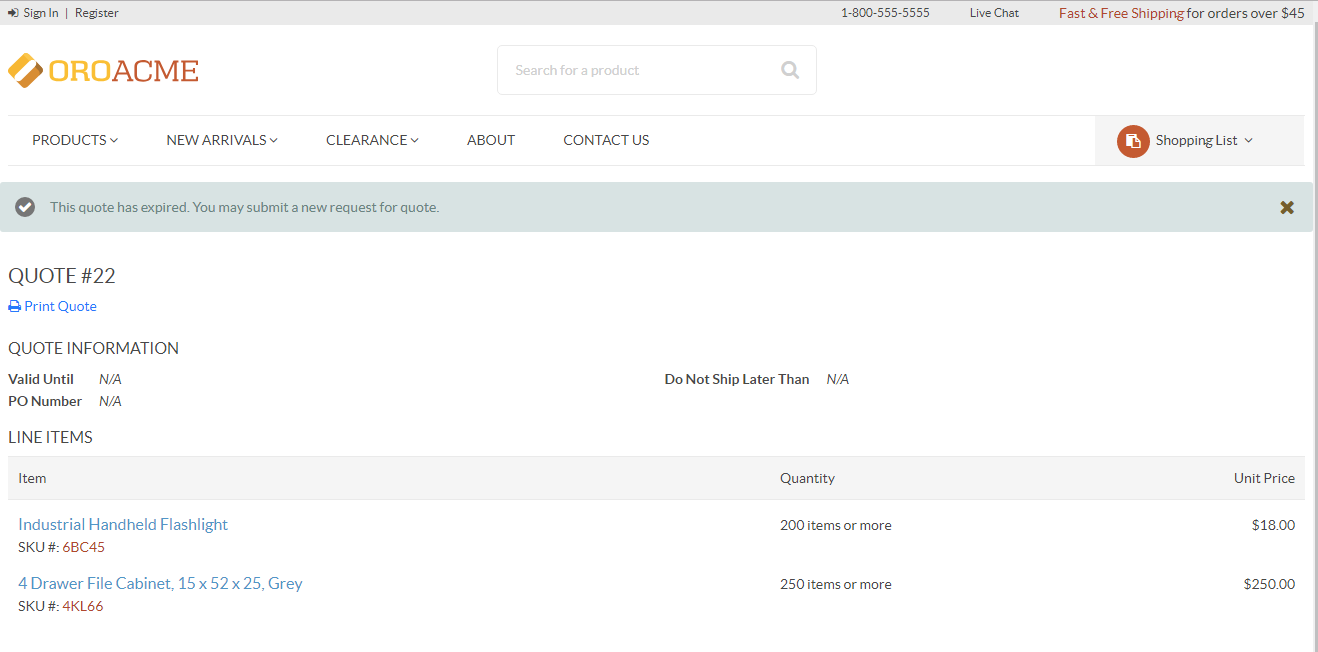 Sign In | Register 1-800-555-5555 Live Chat Fast & Free Shipping for orders over $45
OROACME
Search for a product
PRODUCTS NEW ARRIVALS CLEARANCE ABOUT CONTACT US Shopping List
This quote has expired. You may submit a new request for quote.
QUOTE #22
Print Quote
QUOTE INFORMATION
Valid Until N/A Do Not Ship Later Than N/A
PO Number N/A
LINE ITEMS
Item Quantity Unit Price
Industrial Handheld Flashlight 200 items or more $18.00
SKU #: 6BC45
4 Drawer File Cabinet, 15 x 52 x 25, Grey 250 items or more $250.00
SKU #: 4KL66